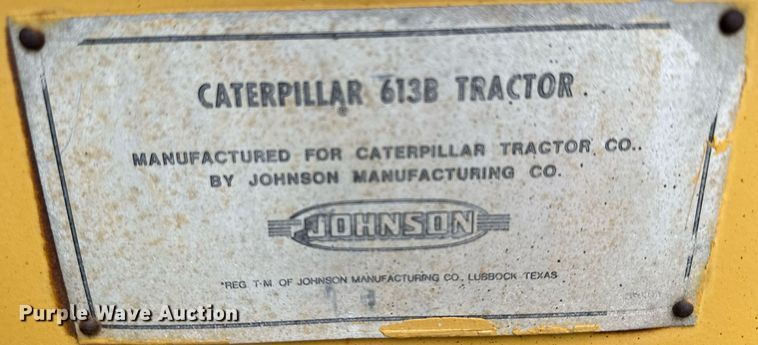 CATERPILLAR 613B TRACTOR
®
MANUFACTURED FOR CATERPILLAR TRACTOR CO..
BY JOHNSON MANUFACTURING CO.
JOHNSON
*REG T·M. OF JOHNSON MANUFACTURING CO., LUBBOCK TEXAS
Purple Wave Auction